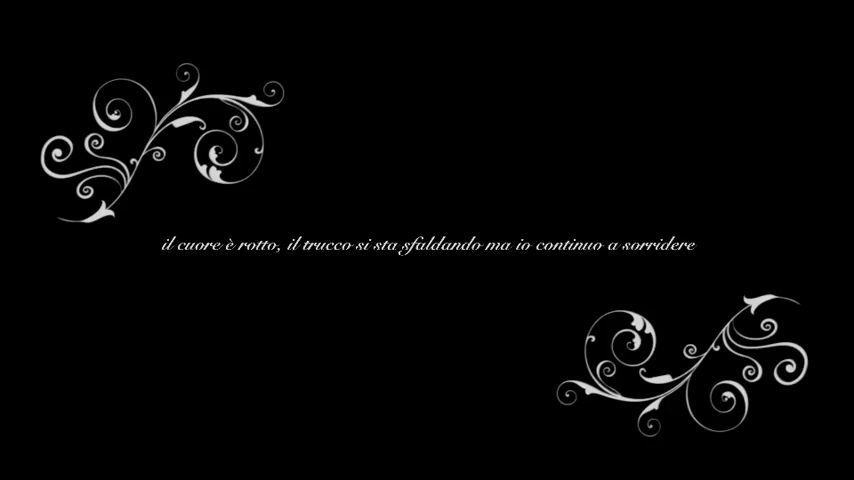 il cuore è rotto, il trucco si sta sfaldando ma io continuo a sorridere